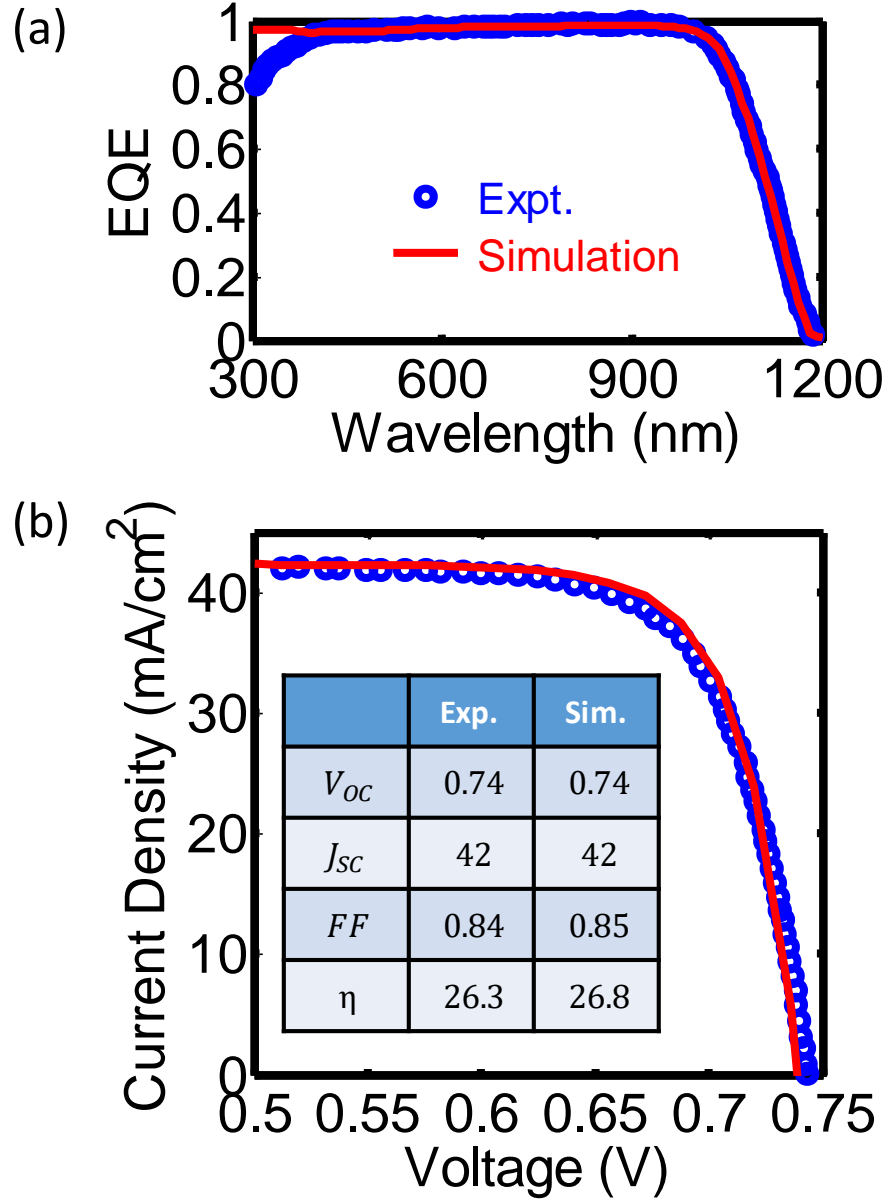 (a)
1
0.8
0.6
0.4
0.2
0
EQE
Expt.
Simulation
300 600 900 1200
Wavelength (nm)
(b)
Current Density (mA/cm²)
40
30
20
10
0
Exp. Sim.
V_OC 0.74 0.74
J_SC 42 42
FF 0.84 0.85
η 26.3 26.8
0.5 0.55 0.6 0.65 0.7 0.75
Voltage (V)